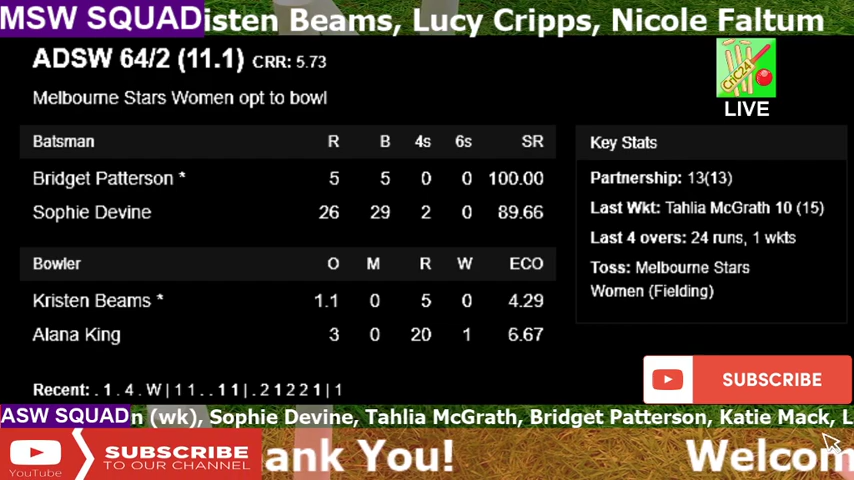 MSW SQUAD isten Beams, Lucy Cripps, Nicole Faltum
ADSW 64/2 (11.1) CRR: 5.73
Melbourne Stars Women opt to bowl
CriC24
LIVE
Batsman R B 4s 6s SR
Bridget Patterson * 5 5 0 0 100.00
Sophie Devine 26 29 2 0 89.66
Bowler O M R W ECO
Kristen Beams * 1.1 0 5 0 4.29
Alana King 3 0 20 1 6.67
Recent: . 1 . 4 . W | 1 1 . . 1 1 | . 2 1 2 2 1 | 1
Key Stats
Partnership: 13(13)
Last Wkt: Tahlia McGrath 10 (15)
Last 4 overs: 24 runs, 1 wkts
Toss: Melbourne Stars
Women (Fielding)
SUBSCRIBE
ASW SQUAD n (wk), Sophie Devine, Tahlia McGrath, Bridget Patterson, Katie Mack, L
YouTube
SUBSCRIBE
TO OUR CHANNEL
ank You! Welcom